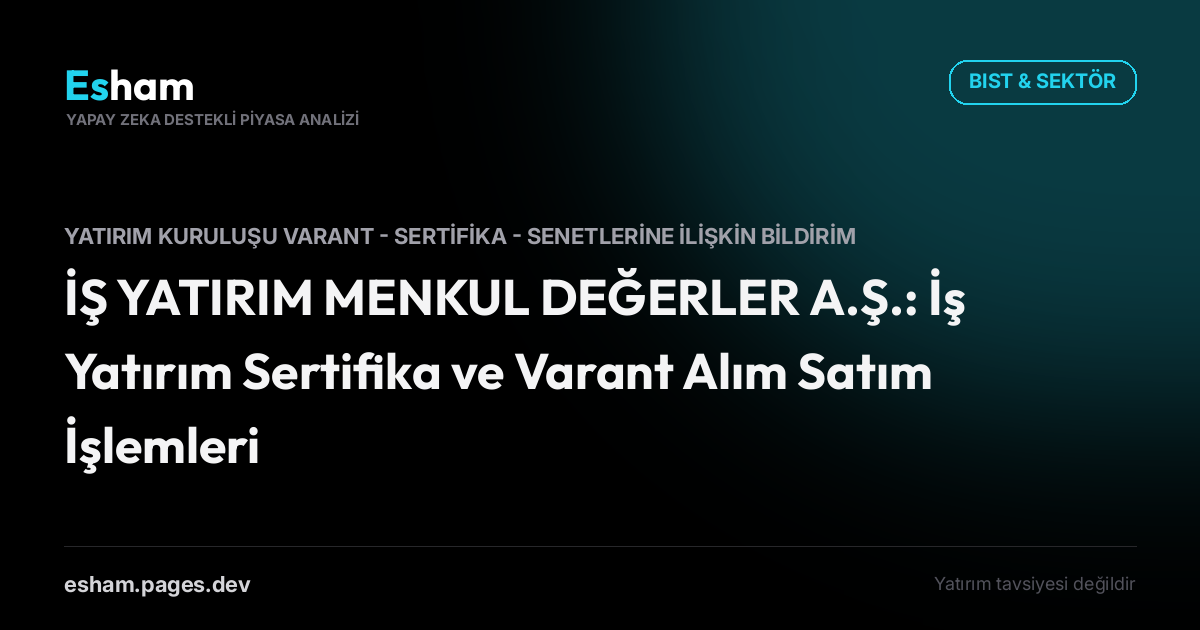 Esham
YAPAY ZEKA DESTEKLİ PİYASA ANALİZİ
BIST & SEKTÖR
YATIRIM KURULUŞU VARANT - SERTİFİKA - SENETLERİNE İLİŞKİN BİLDİRİM
İŞ YATIRIM MENKUL DEĞERLER A.Ş.: İş
Yatırım Sertifika ve Varant Alım Satım
İşlemleri
esham.pages.dev
Yatırım tavsiyesi değildir